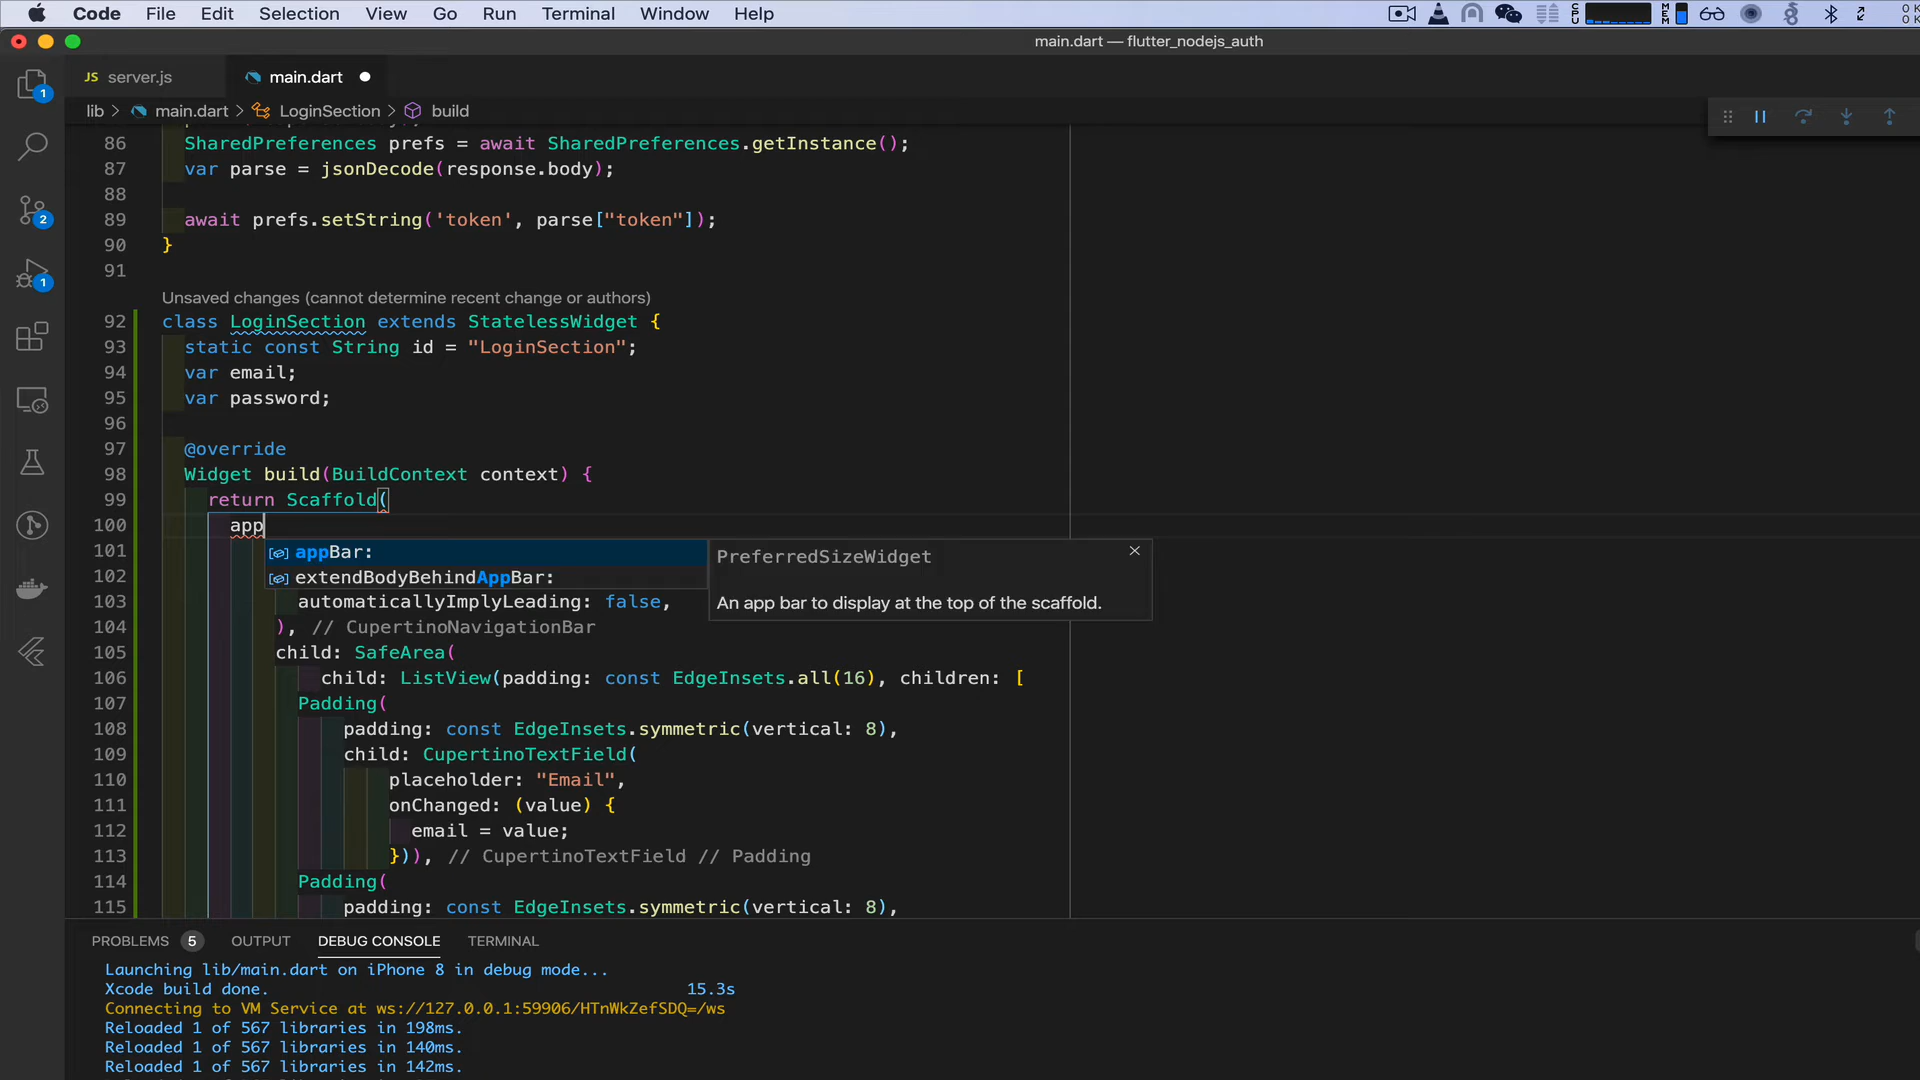 Code File Edit Selection View Go Run Terminal Window Help CPU MEM 0 K
0 K
main.dart — flutter_nodejs_auth
JS server.js main.dart
1
lib > main.dart > LoginSection > build
86 SharedPreferences prefs = await SharedPreferences.getInstance();
87 var parse = jsonDecode(response.body);
88
2
89 await prefs.setString('token', parse["token"]);
90 }
91
1
Unsaved changes (cannot determine recent change or authors)
92 class LoginSection extends StatelessWidget {
93 static const String id = "LoginSection";
94 var email;
95 var password;
96
97 @override
98 Widget build(BuildContext context) {
99 return Scaffold(
100 app
101 appBar: PreferredSizeWidget
102 extendBodyBehindAppBar:
103 automaticallyImplyLeading: false, An app bar to display at the top of the scaffold.
104 ), // CupertinoNavigationBar
105 child: SafeArea(
106 child: ListView(padding: const EdgeInsets.all(16), children: [
107 Padding(
108 padding: const EdgeInsets.symmetric(vertical: 8),
109 child: CupertinoTextField(
110 placeholder: "Email",
111 onChanged: (value) {
112 email = value;
113 })), // CupertinoTextField // Padding
114 Padding(
115 padding: const EdgeInsets.symmetric(vertical: 8),
PROBLEMS 5 OUTPUT DEBUG CONSOLE TERMINAL
Launching lib/main.dart on iPhone 8 in debug mode...
Xcode build done. 15.3s
Connecting to VM Service at ws://127.0.0.1:59906/HTnWkZefSDQ=/ws
Reloaded 1 of 567 libraries in 198ms.
Reloaded 1 of 567 libraries in 140ms.
Reloaded 1 of 567 libraries in 142ms.